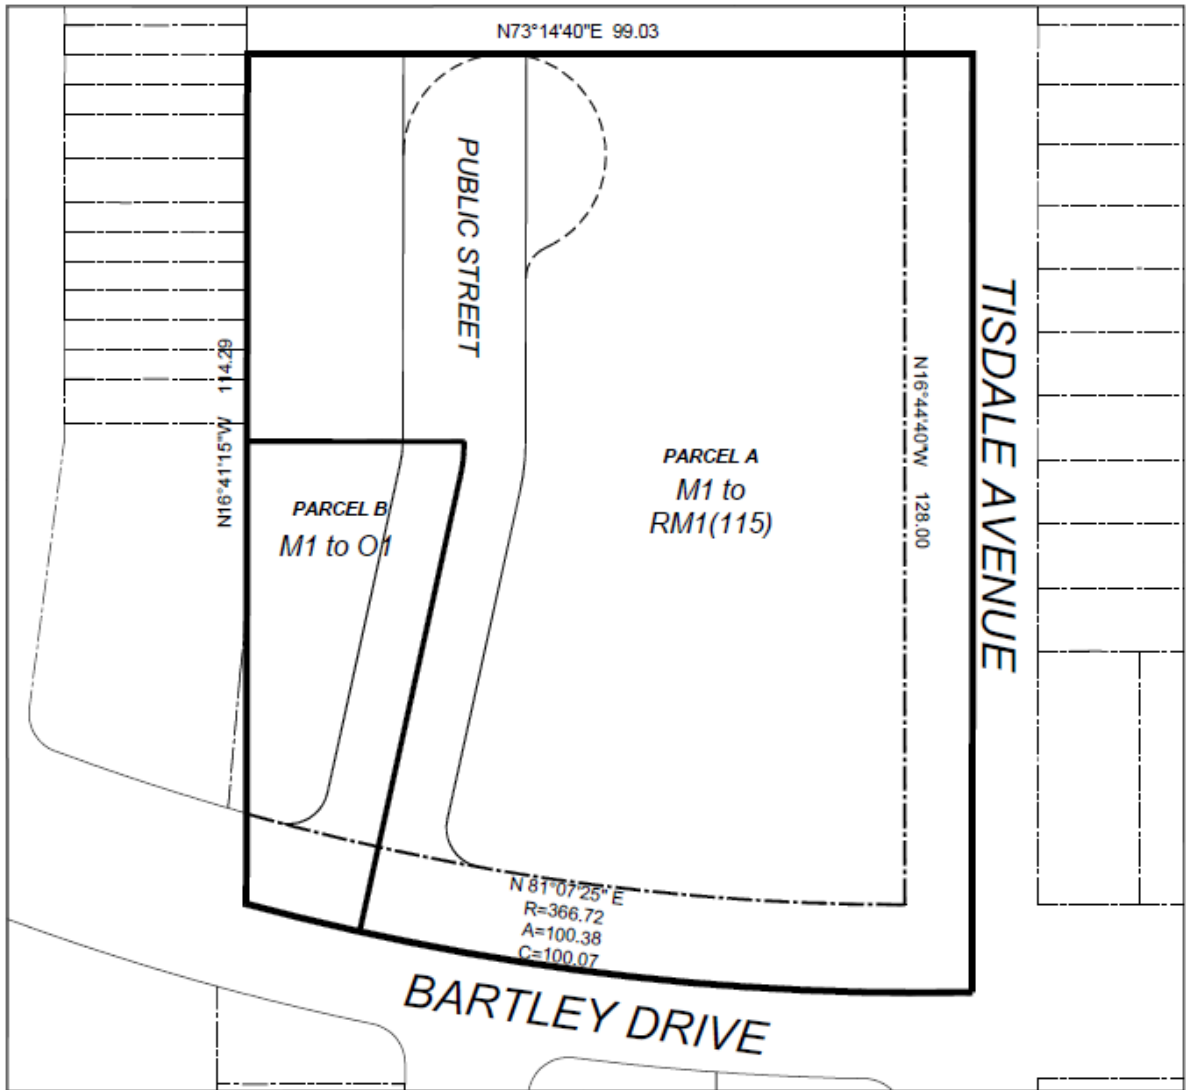 N73°14'40"E 99.03
PUBLIC STREET
TISDALE AVENUE
N16°41'15"W 114.29
N16°44'40"W 128.00
PARCEL A
M1 to
RM1(115)
PARCEL B
M1 to O1
N 81°07'25" E
R=366.72
A=100.38
C=100.07
BARTLEY DRIVE